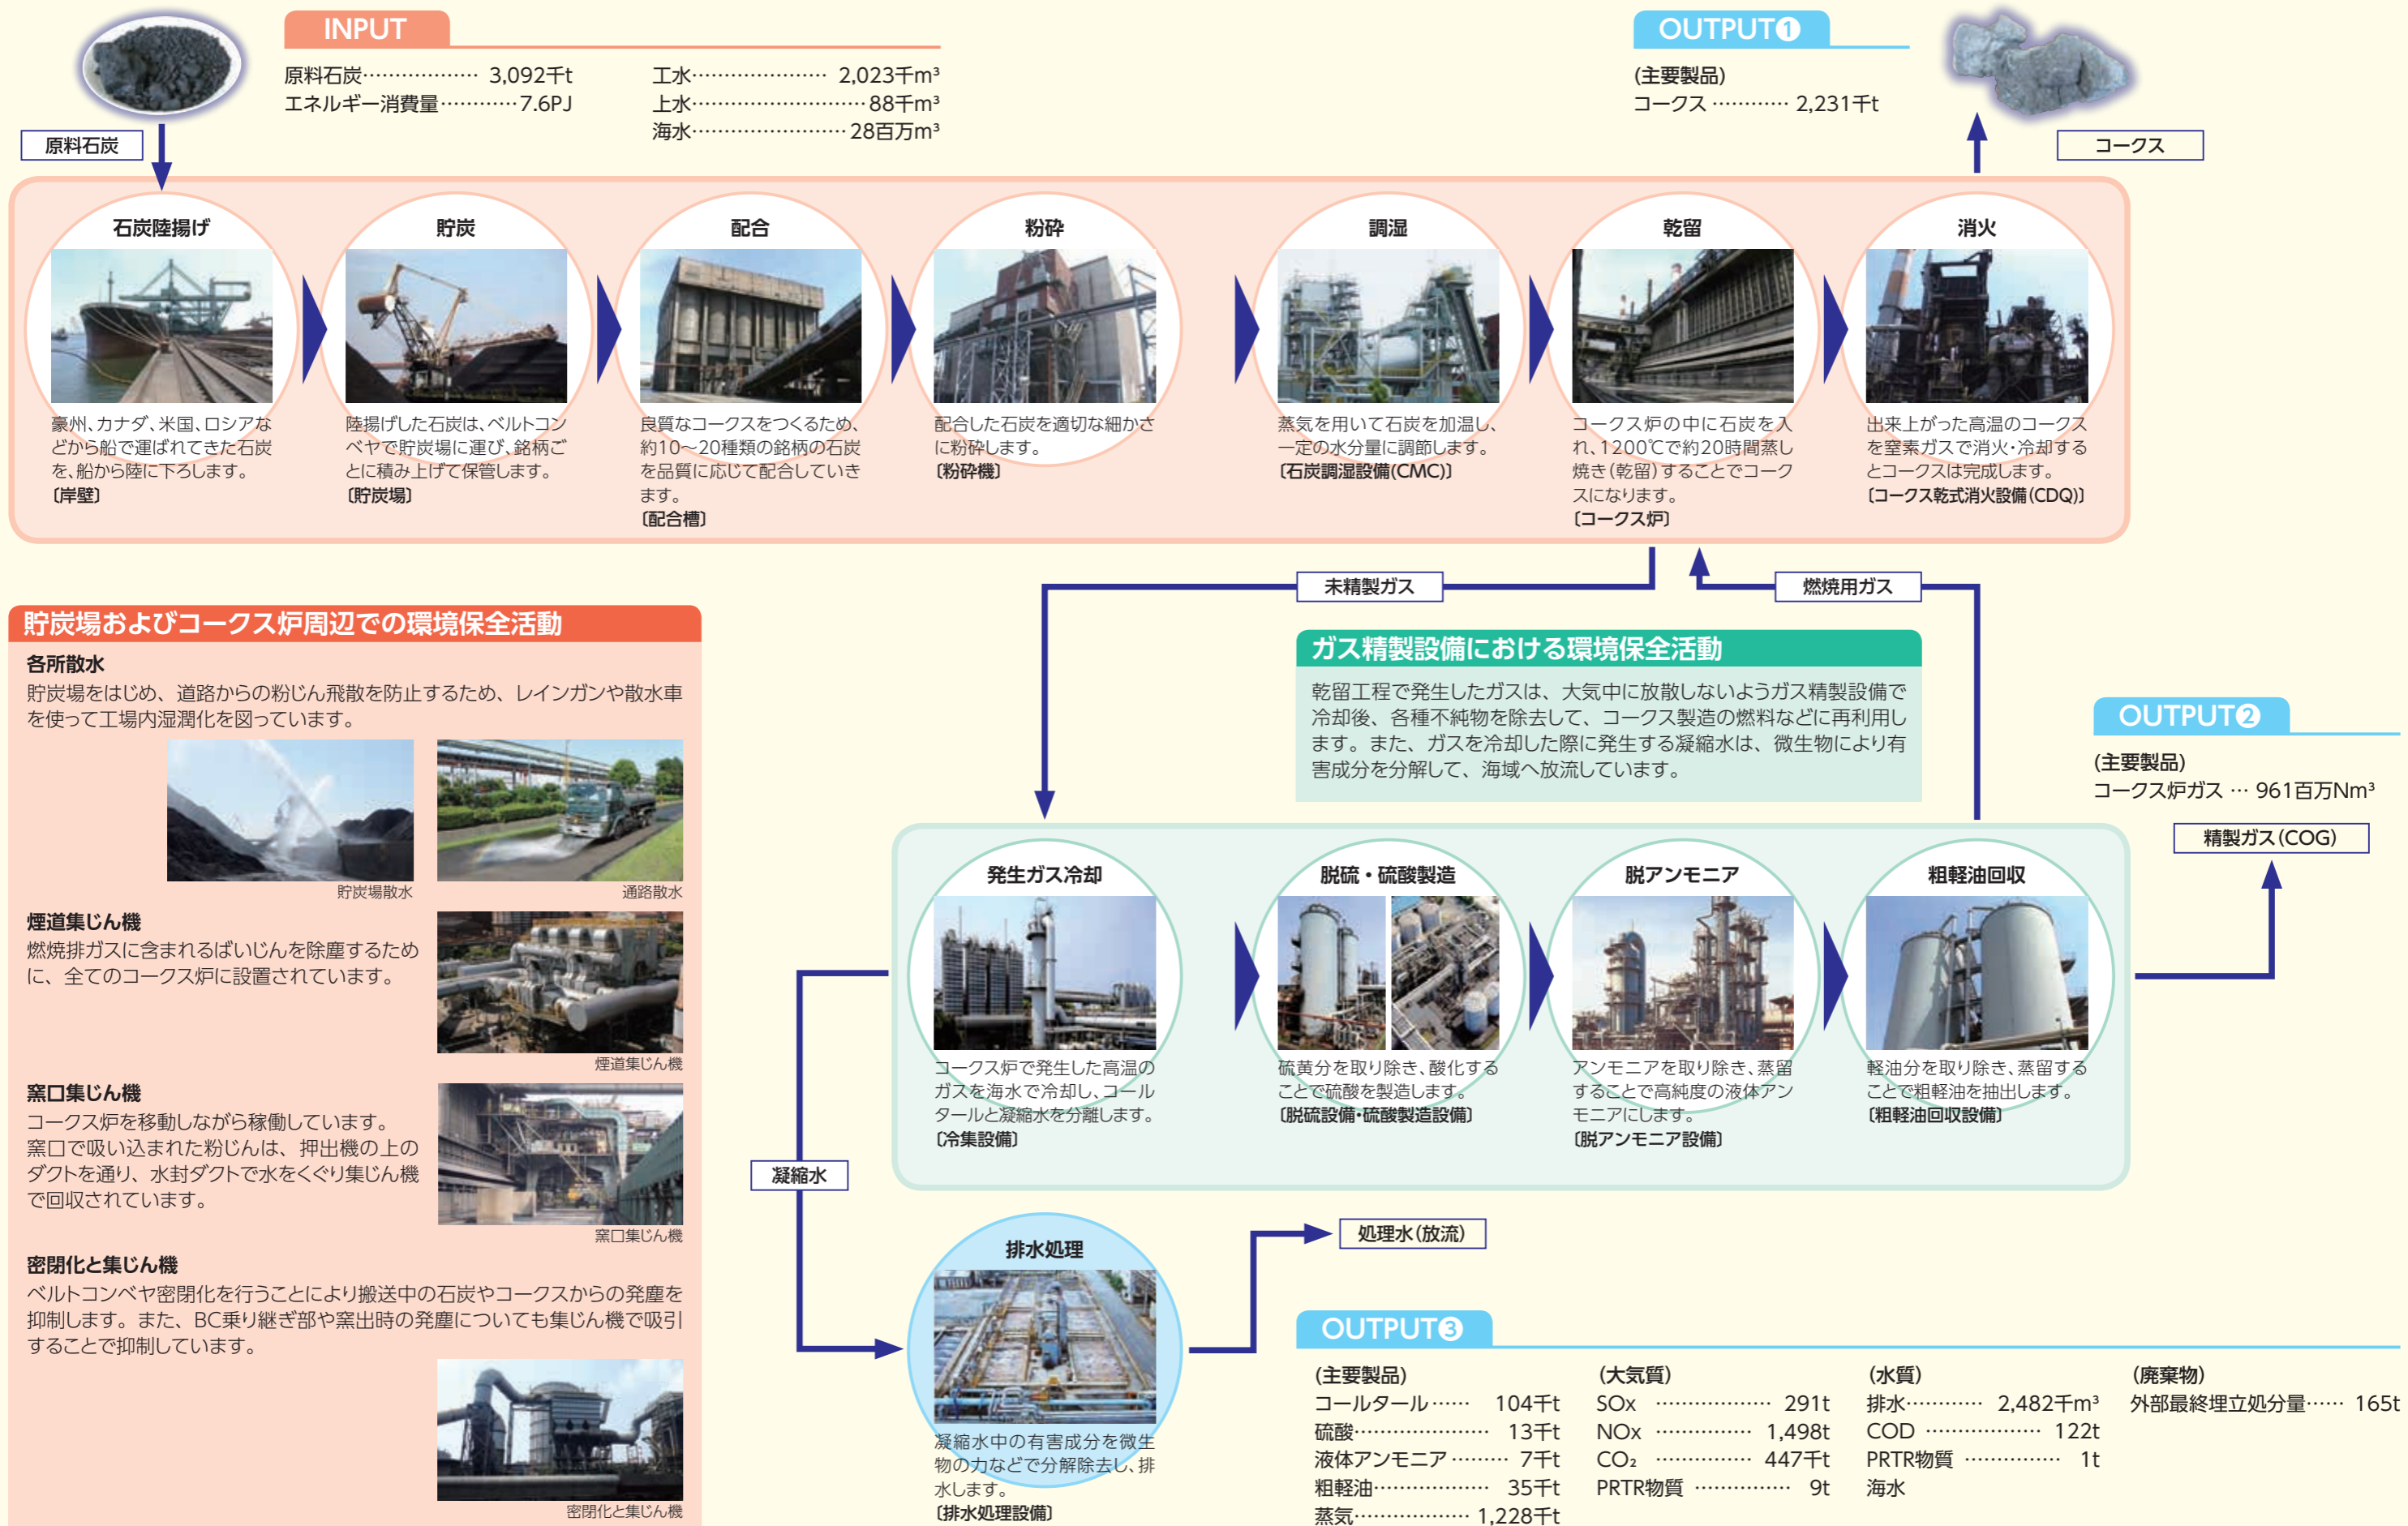 INPUT
原料石炭……………… 3,092千t
エネルギー消費量…………7.6PJ
工水………………… 2,023千m³
上水………………………88千m³
海水……………………28百万m³
OUTPUT❶
(主要製品)
コークス ………… 2,231千t
原料石炭
コークス
石炭陸揚げ
豪州、カナダ、米国、ロシアな
どから船で運ばれてきた石炭
を、船から陸に下ろします。
〔岸壁〕
貯炭
陸揚げした石炭は、ベルトコン
ベヤで貯炭場に運び、銘柄ご
とに積み上げて保管します。
〔貯炭場〕
配合
良質なコークスをつくるため、
約10〜20種類の銘柄の石炭
を品質に応じて配合していき
ます。
〔配合槽〕
粉砕
配合した石炭を適切な細かさ
に粉砕します。
〔粉砕機〕
調湿
蒸気を用いて石炭を加温し、
一定の水分量に調節します。
〔石炭調湿設備(CMC)〕
乾留
コークス炉の中に石炭を入
れ、1200℃で約20時間蒸し
焼き(乾留)することでコーク
スになります。
〔コークス炉〕
消火
出来上がった高温のコークス
を窒素ガスで消火・冷却する
とコークスは完成します。
〔コークス乾式消火設備(CDQ)〕
未精製ガス
燃焼用ガス
貯炭場およびコークス炉周辺での環境保全活動
各所散水
貯炭場をはじめ、道路からの粉じん飛散を防止するため、レインガンや散水車
を使って工場内湿潤化を図っています。
貯炭場散水
通路散水
煙道集じん機
燃焼排ガスに含まれるばいじんを除塵するため
に、全てのコークス炉に設置されています。
煙道集じん機
窯口集じん機
コークス炉を移動しながら稼働しています。
窯口で吸い込まれた粉じんは、押出機の上の
ダクトを通り、水封ダクトで水をくぐり集じん機
で回収されています。
窯口集じん機
密閉化と集じん機
ベルトコンベヤ密閉化を行うことにより搬送中の石炭やコークスからの発塵を
抑制します。また、BC乗り継ぎ部や窯出時の発塵についても集じん機で吸引
することで抑制しています。
密閉化と集じん機
ガス精製設備における環境保全活動
乾留工程で発生したガスは、大気中に放散しないようガス精製設備で
冷却後、各種不純物を除去して、コークス製造の燃料などに再利用し
ます。また、ガスを冷却した際に発生する凝縮水は、微生物により有
害成分を分解して、海域へ放流しています。
OUTPUT❷
(主要製品)
コークス炉ガス … 961百万Nm³
精製ガス(COG)
発生ガス冷却
コークス炉で発生した高温の
ガスを海水で冷却し、コール
タールと凝縮水を分離します。
〔冷集設備〕
脱硫・硫酸製造
硫黄分を取り除き、酸化する
ことで硫酸を製造します。
〔脱硫設備・硫酸製造設備〕
脱アンモニア
アンモニアを取り除き、蒸留
することで高純度の液体アン
モニアにします。
〔脱アンモニア設備〕
粗軽油回収
軽油分を取り除き、蒸留する
ことで粗軽油を抽出します。
〔粗軽油回収設備〕
凝縮水
排水処理
凝縮水中の有害成分を微生
物の力などで分解除去し、排
水します。
〔排水処理設備〕
処理水(放流)
OUTPUT❸
(主要製品)
コールタール…… 104千t
硫酸………………… 13千t
液体アンモニア……… 7千t
粗軽油……………… 35千t
蒸気……………… 1,228千t
(大気質)
SOx ……………… 291t
NOx …………… 1,498t
CO₂ …………… 447千t
PRTR物質 …………… 9t
(水質)
排水………… 2,482千m³
COD ……………… 122t
PRTR物質 …………… 1t
海水
(廃棄物)
外部最終埋立処分量…… 165t